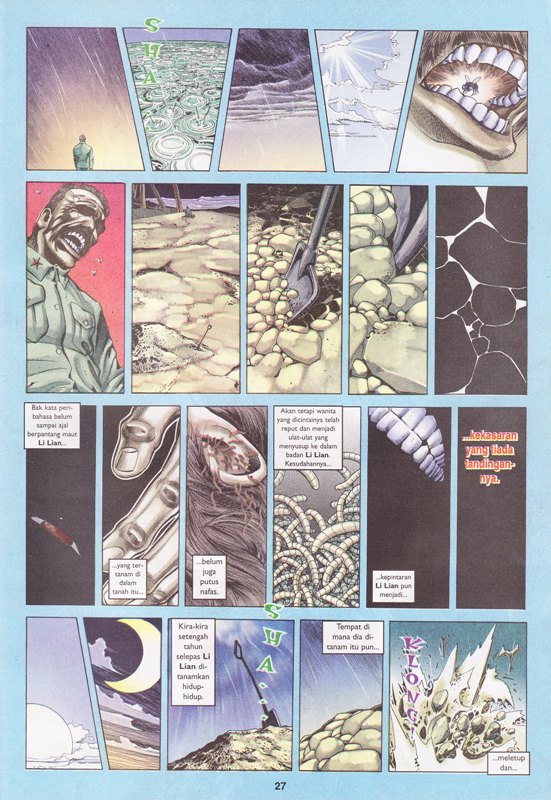 SHA
Bak kata peri-
bahasa belum
sampai ajal
berpantang maut
Li Lian...
...yang ter-
tanam di
dalam
tanah itu...
...belum
juga
putus
nafas.
Akan tetapi wanita
yang dicintainya telah
reput dan menjadi
ulat-ulat yang
menyusup ke dalam
badan Li Lian.
Kesudahannya...
...kepintaran
Li Lian pun
menjadi...
...kekasaran
yang tiada
tandingan-
nya.
Kira-kira
setengah
tahun
selepas Li
Lian di-
tanamkan
hidup-
hidup.
SHA...
Tempat di
mana dia di-
tanam itu pun...
KLONG!
...meletup
dan...
27